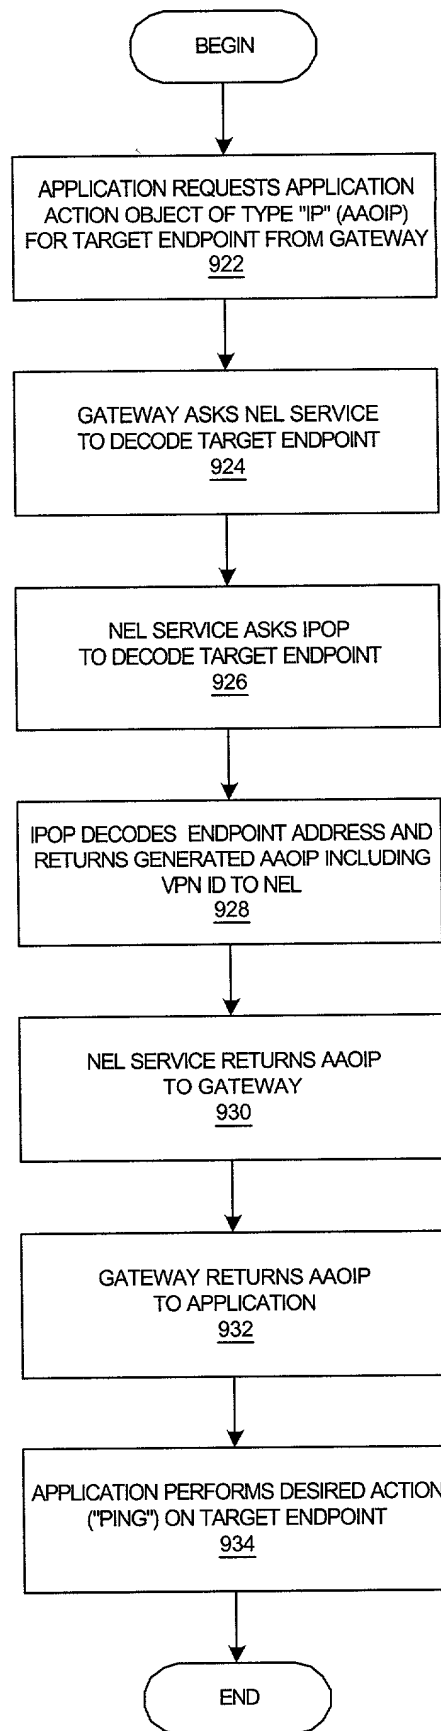 BEGIN
APPLICATION REQUESTS APPLICATION
ACTION OBJECT OF TYPE "IP" (AAOIP)
FOR TARGET ENDPOINT FROM GATEWAY
922
GATEWAY ASKS NEL SERVICE
TO DECODE TARGET ENDPOINT
924
NEL SERVICE ASKS IPOP
TO DECODE TARGET ENDPOINT
926
IPOP DECODES ENDPOINT ADDRESS AND
RETURNS GENERATED AAOIP INCLUDING
VPN ID TO NEL
928
NEL SERVICE RETURNS AAOIP
TO GATEWAY
930
GATEWAY RETURNS AAOIP
TO APPLICATION
932
APPLICATION PERFORMS DESIRED ACTION
("PING") ON TARGET ENDPOINT
934
END